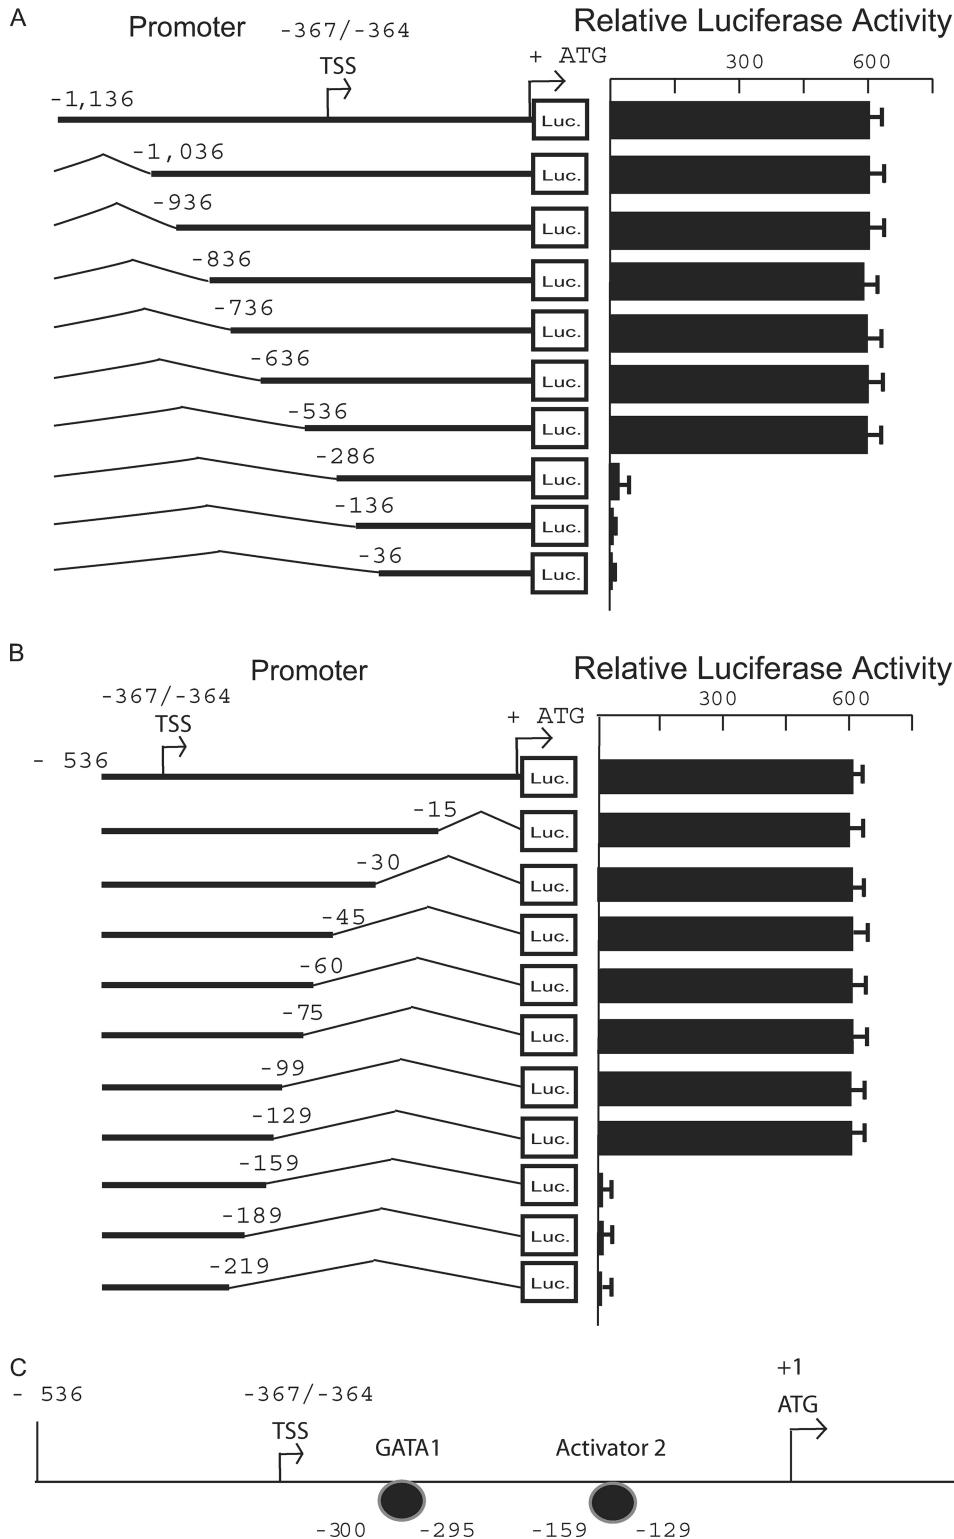 A
Promoter -367/-364 Relative Luciferase Activity
TSS + ATG 300 600
-1,136
Luc.
-1,036
Luc.
-936
Luc.
-836
Luc.
-736
Luc.
-636
Luc.
-536
Luc.
-286
Luc.
-136
Luc.
-36
Luc.
B
Promoter Relative Luciferase Activity
-367/-364 300 600
TSS + ATG
- 536
Luc.
-15
Luc.
-30
Luc.
-45
Luc.
-60
Luc.
-75
Luc.
-99
Luc.
-129
Luc.
-159
Luc.
-189
Luc.
-219
Luc.
C
+1
- 536 -367/-364 ATG
TSS GATA1 Activator 2
-300 -295 -159 -129